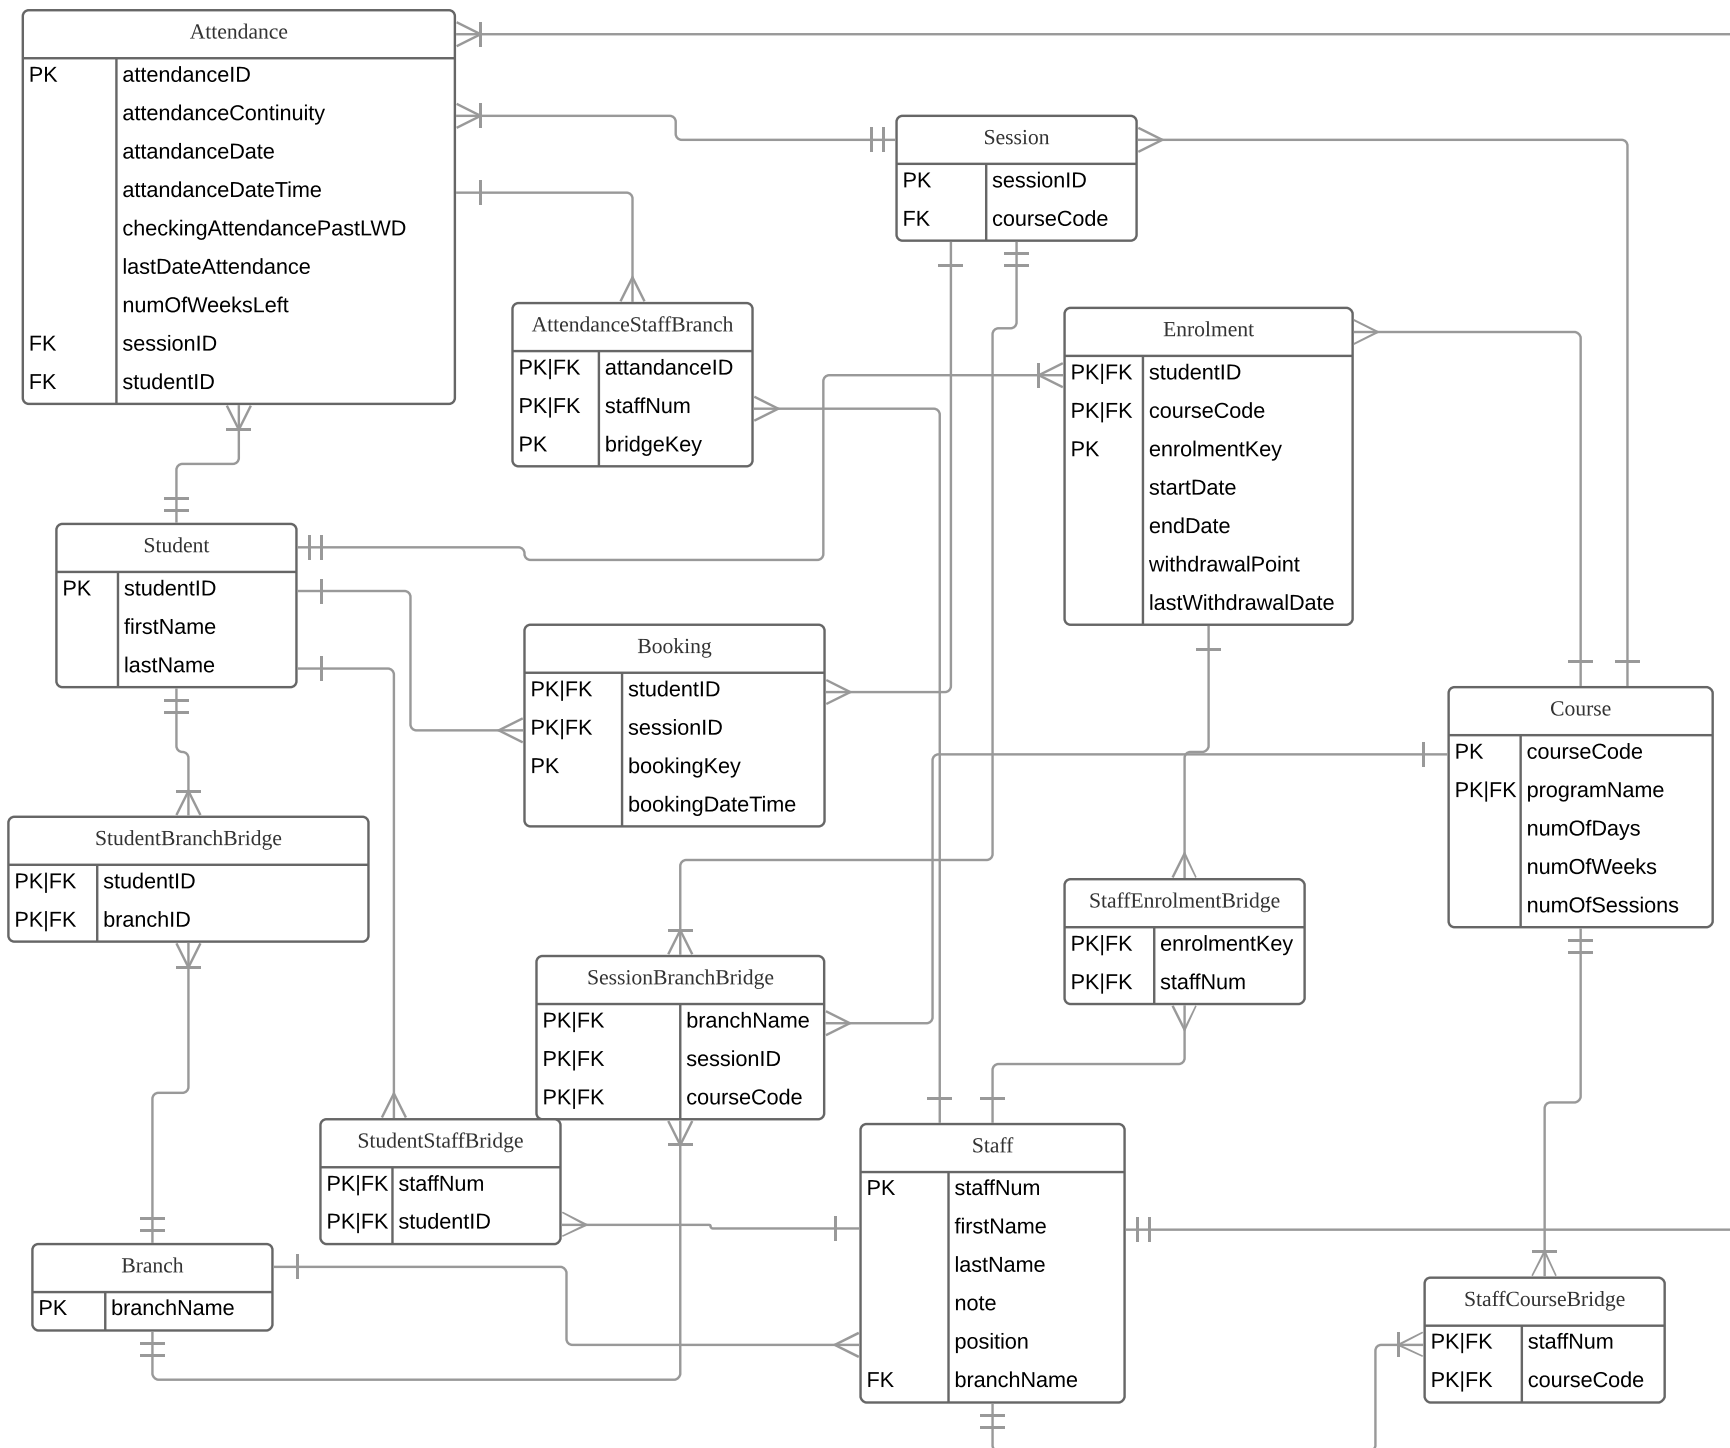 Attendance
PK attendanceID
attendanceContinuity
attandanceDate
attandanceDateTime
checkingAttendancePastLWD
lastDateAttendance
numOfWeeksLeft
FK sessionID
FK studentID
Session
PK sessionID
FK courseCode
AttendanceStaffBranch
PK|FK attandanceID
PK|FK staffNum
PK bridgeKey
Enrolment
PK|FK studentID
PK|FK courseCode
PK enrolmentKey
startDate
endDate
withdrawalPoint
lastWithdrawalDate
Student
PK studentID
firstName
lastName
Booking
PK|FK studentID
PK|FK sessionID
PK bookingKey
bookingDateTime
Course
PK courseCode
PK|FK programName
numOfDays
numOfWeeks
numOfSessions
StudentBranchBridge
PK|FK studentID
PK|FK branchID
StaffEnrolmentBridge
PK|FK enrolmentKey
PK|FK staffNum
SessionBranchBridge
PK|FK branchName
PK|FK sessionID
PK|FK courseCode
StudentStaffBridge
PK|FK staffNum
PK|FK studentID
Staff
PK staffNum
firstName
lastName
note
position
FK branchName
Branch
PK branchName
StaffCourseBridge
PK|FK staffNum
PK|FK courseCode